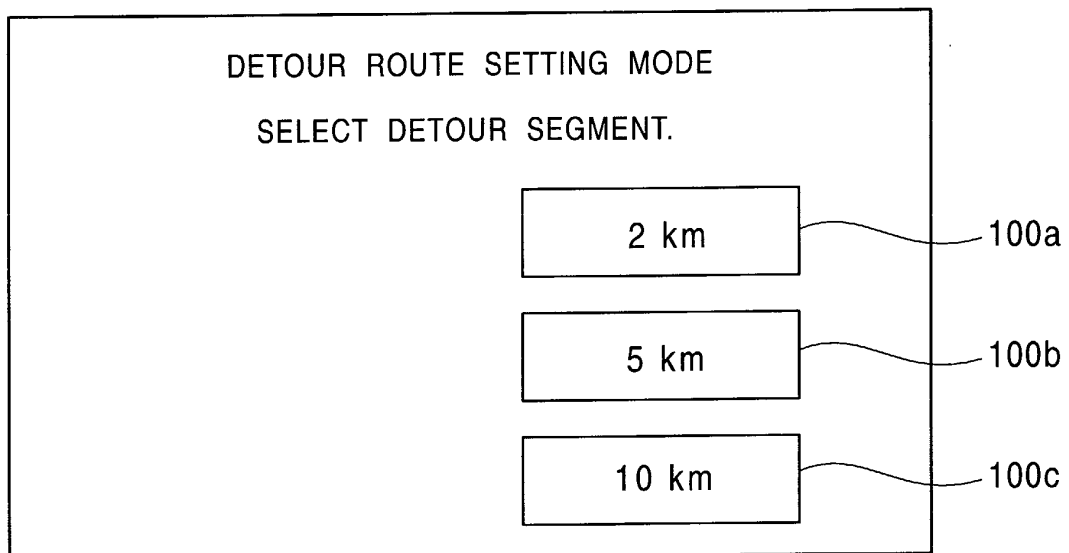 DETOUR ROUTE SETTING MODE
SELECT DETOUR SEGMENT.
2 km
100a
5 km
100b
10 km
100c